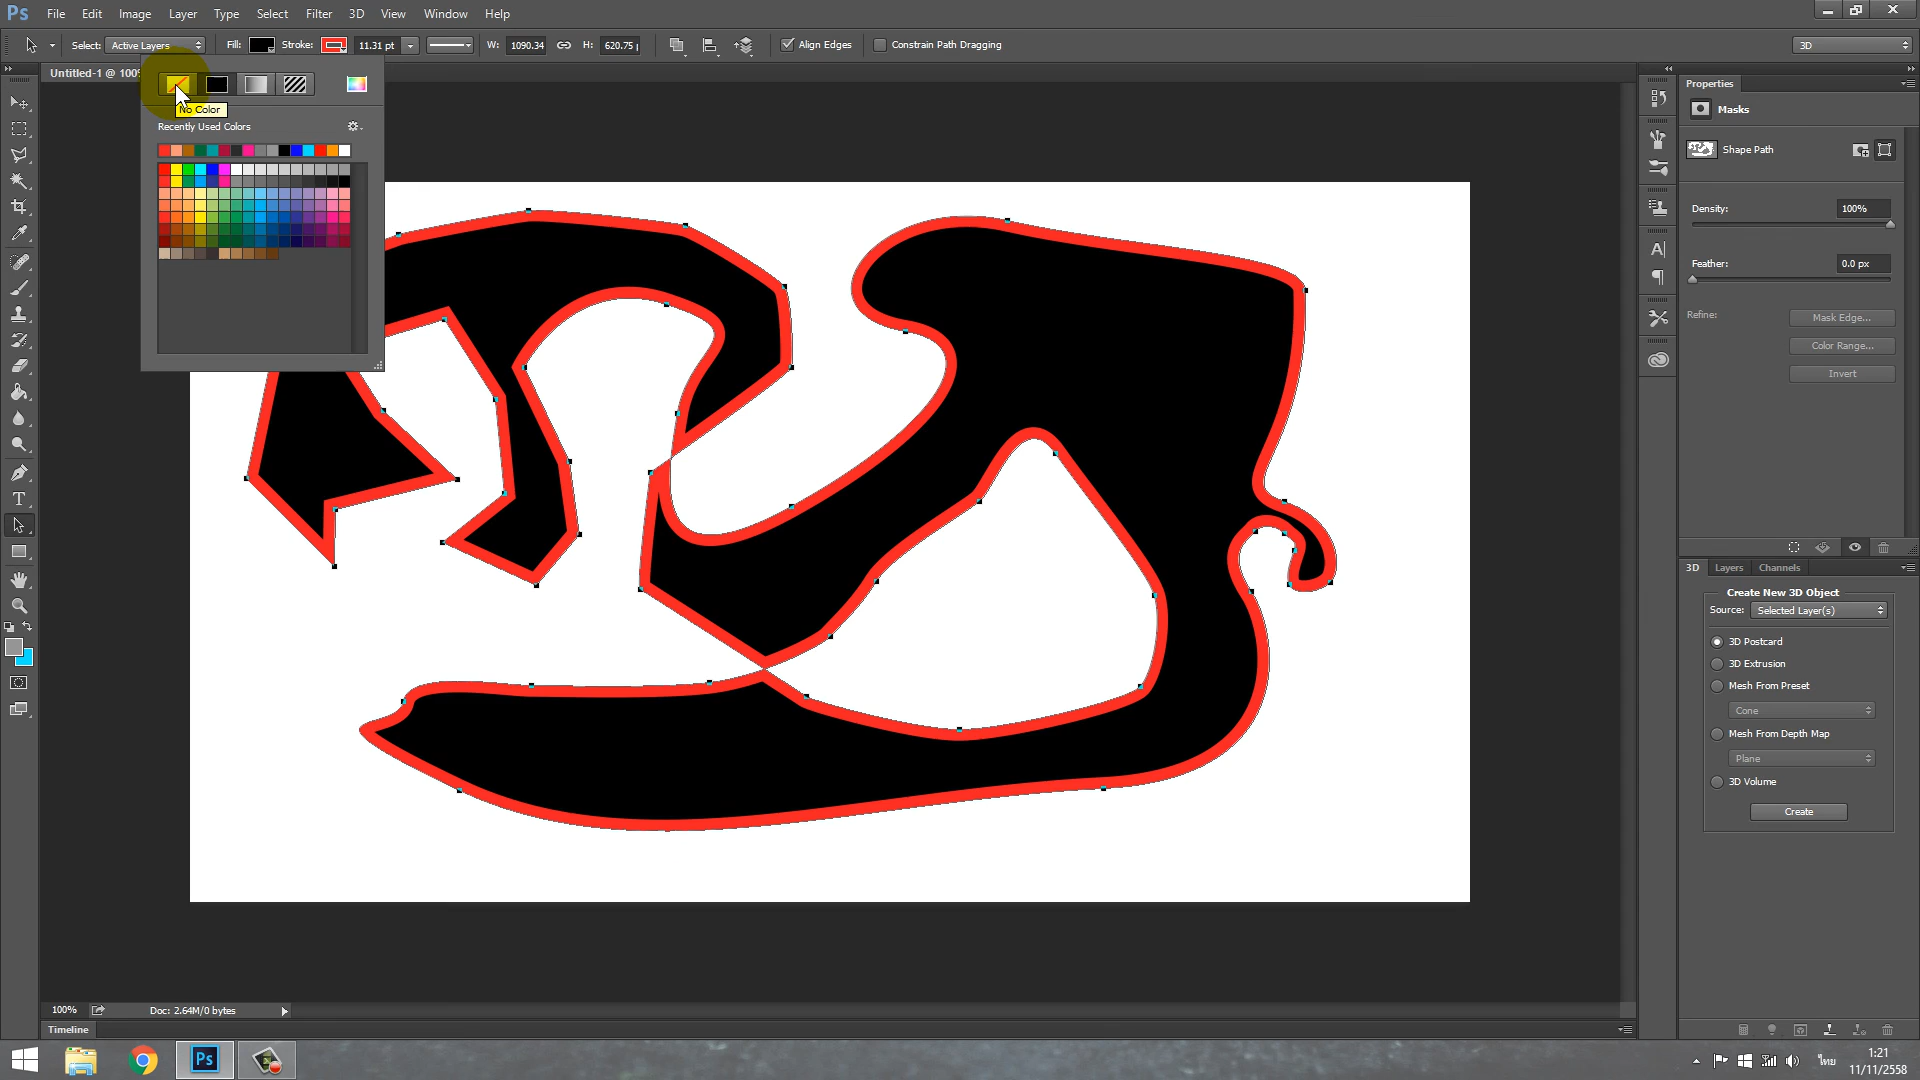 Ps File Edit Image Layer Type Select Filter 3D View Window Help
Select: Active Layers Fill: Stroke: 11.31 pt W: 1090.34 H: 620.75 Align Edges Constrain Path Dragging 3D
Untitled-1 @ 100%
No Color
Recently Used Colors
Properties
Masks
Shape Path
Density: 100%
Feather: 0.0 px
Refine: Mask Edge...
Color Range...
Invert
3D Layers Channels
Create New 3D Object
Source: Selected Layer(s)
3D Postcard
3D Extrusion
Mesh From Preset
Cone
Mesh From Depth Map
Plane
3D Volume
Create
100% Doc: 2.64M/0 bytes
Timeline
Ps
ไทย
1:21
11/11/2558